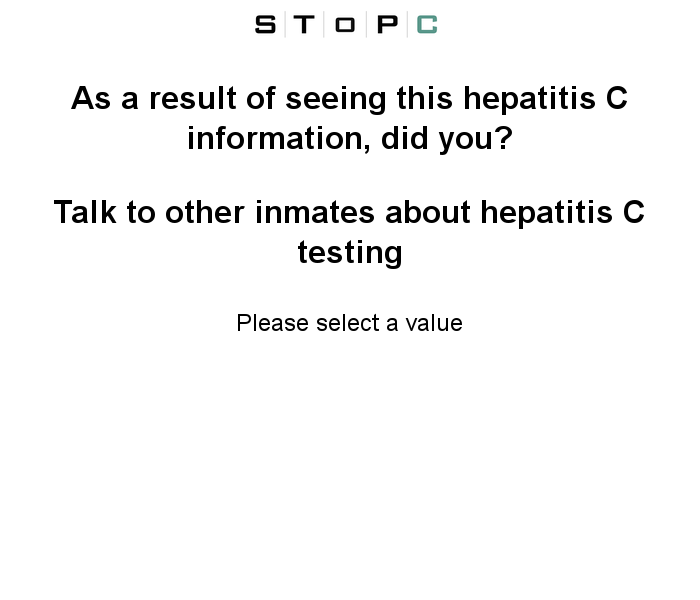 S T O P C
As a result of seeing this hepatitis C
information, did you?
Talk to other inmates about hepatitis C
testing
Please select a value